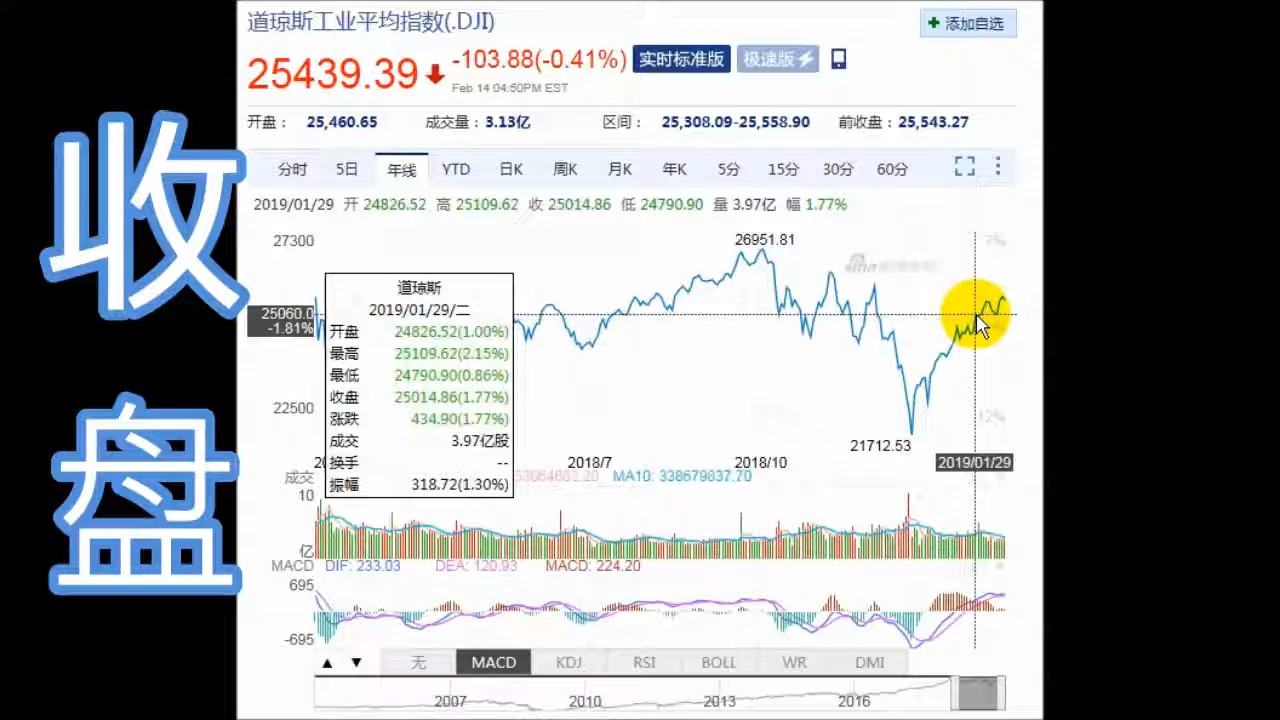 收盘
道琼斯工业平均指数(.DJI)
添加自选
25439.39 -103.88(-0.41%) 实时标准版 极速版
Feb 14 04:50PM EST
开盘： 25,460.65 成交量：3.13亿 区间： 25,308.09-25,558.90 前收盘：25,543.27
分时 5日 年线 YTD 日K 周K 月K 年K 5分 15分 30分 60分
2019/01/29 开 24826.52 高 25109.62 收 25014.86 低 24790.90 量 3.97亿 幅 1.77%
27300
26951.81
7%
25060.0
-1.81%
道琼斯
2019/01/29/二
开盘 24826.52(1.00%)
最高 25109.62(2.15%)
最低 24790.90(0.86%)
收盘 25014.86(1.77%)
涨跌 434.90(1.77%)
成交 3.97亿股
换手 --
振幅 318.72(1.30%)
22500
12%
21712.53
2018/7 2018/10 2019/01/29
成交 MA10: 338679837.70
10
亿
MACD DIF: 233.03 DEA: 120.93 MACD: 224.20
695
-695
▲ ▼ 无 MACD KDJ RSI BOLL WR DMI
2007 2010 2013 2016